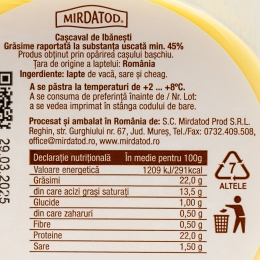 MIRDATOD®
Cașcaval de Ibănești
Grăsime raportată la substanța uscată min. 45%
Produs obținut prin opărirea cașului maturat.
Țara de origine a laptelui: România
Ingrediente: lapte de vacă, sare și cheag.
A se păstra la temperaturi de +2 ... +8ºC.
A se consuma de preferință înainte de / Nr. Lot:
a se vedea imprimat în stânga codului de bare.
Procesat și ambalat în România de: S.C. Mirdatod Prod S.R.L.
Reghin, str. Gurghiului nr. 67, Jud. Mureș, Tel./Fax: 0732.409.508,
office@mirdatod.ro, www.mirdatod.ro
Declarație nutrițională În medie pentru 100g
Valoare energetică 1209 kJ/291kcal
Grăsimi 22,0 g
din care acizi grași saturați 13,5 g
Glucide 1,00 g
din care zaharuri 0,50 g
Fibre 0,50 g
Proteine 22,0 g
Sare 1,50 g
29.03.2025
7
ALTELE